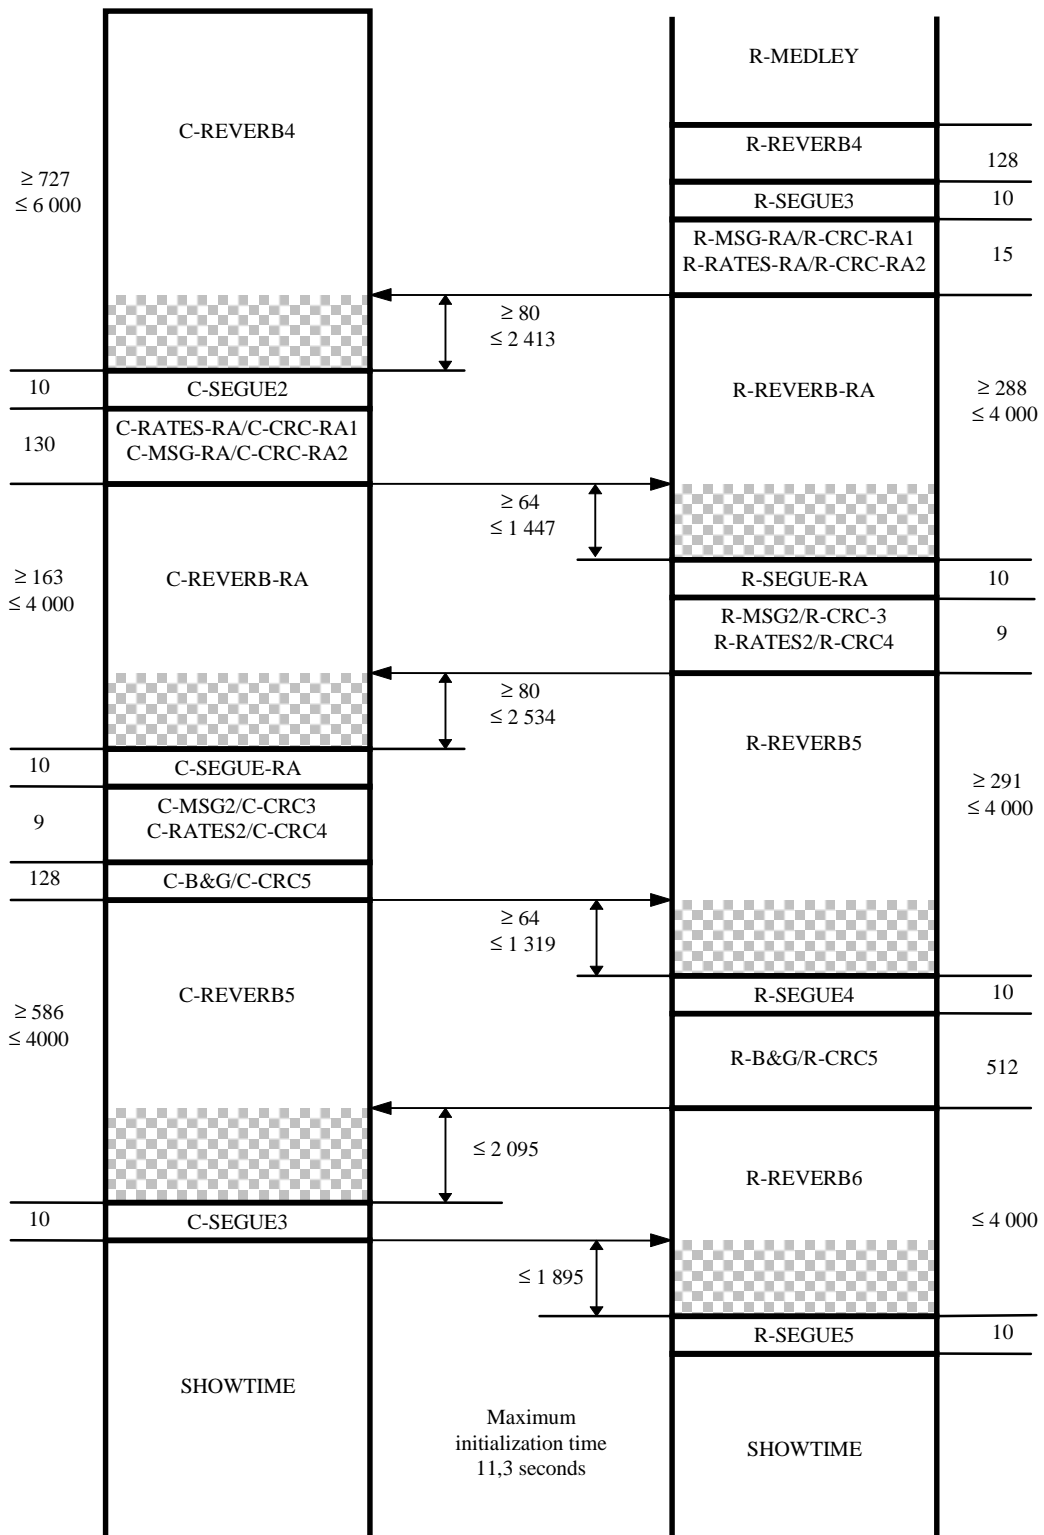 R-MEDLEY
C-REVERB4
R-REVERB4
128
≥ 727
≤ 6 000
R-SEGUE3
10
R-MSG-RA/R-CRC-RA1
R-RATES-RA/R-CRC-RA2
15
≥ 80
≤ 2 413
10
C-SEGUE2
R-REVERB-RA
≥ 288
≤ 4 000
130
C-RATES-RA/C-CRC-RA1
C-MSG-RA/C-CRC-RA2
≥ 64
≤ 1 447
≥ 163
≤ 4 000
C-REVERB-RA
R-SEGUE-RA
10
R-MSG2/R-CRC-3
R-RATES2/R-CRC4
9
≥ 80
≤ 2 534
R-REVERB5
10
C-SEGUE-RA
≥ 291
≤ 4 000
9
C-MSG2/C-CRC3
C-RATES2/C-CRC4
128
C-B&G/C-CRC5
≥ 64
≤ 1 319
≥ 586
≤ 4000
C-REVERB5
R-SEGUE4
10
R-B&G/R-CRC5
512
≤ 2 095
R-REVERB6
10
C-SEGUE3
≤ 4 000
≤ 1 895
R-SEGUE5
10
SHOWTIME
Maximum
initialization time
11,3 seconds
SHOWTIME